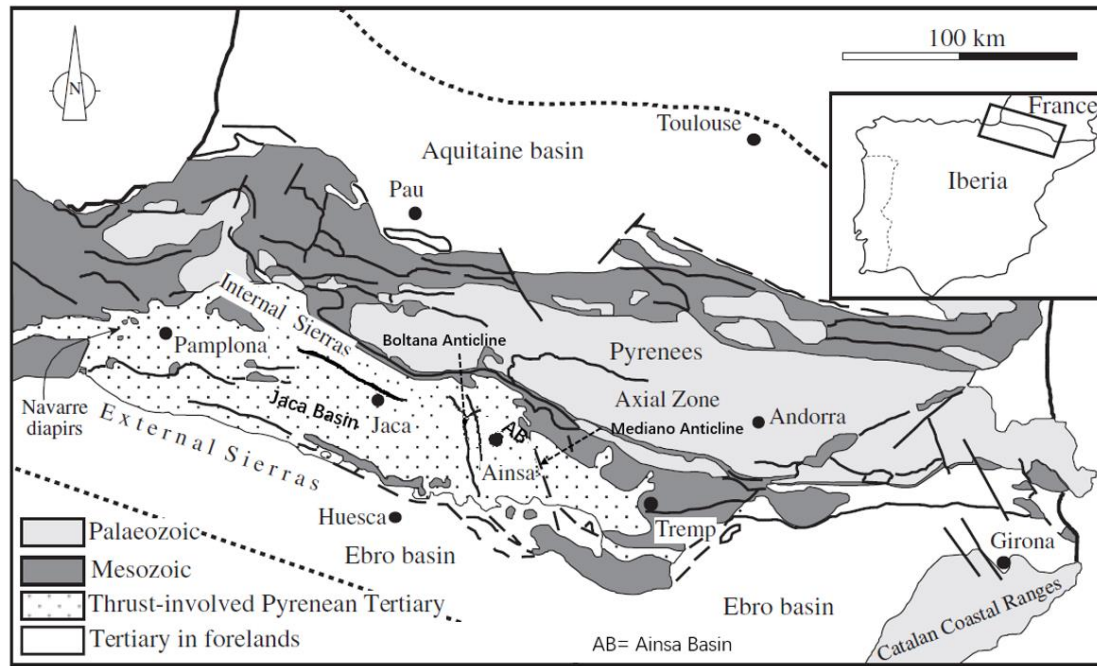 100 km
N
France
Iberia
Toulouse
Aquitaine basin
Pau
Internal Sierras
Boltana Anticline
Pyrenees
Pamplona
Axial Zone
Andorra
Navarre
diapirs
Jaca Basin
Jaca
AB
Mediano Anticline
Ainsa
External Sierras
Huesca
Tremp
Girona
Ebro basin
Ebro basin
Catalan Coastal Ranges
Palaeozoic
Mesozoic
Thrust-involved Pyrenean Tertiary
Tertiary in forelands
AB= Ainsa Basin